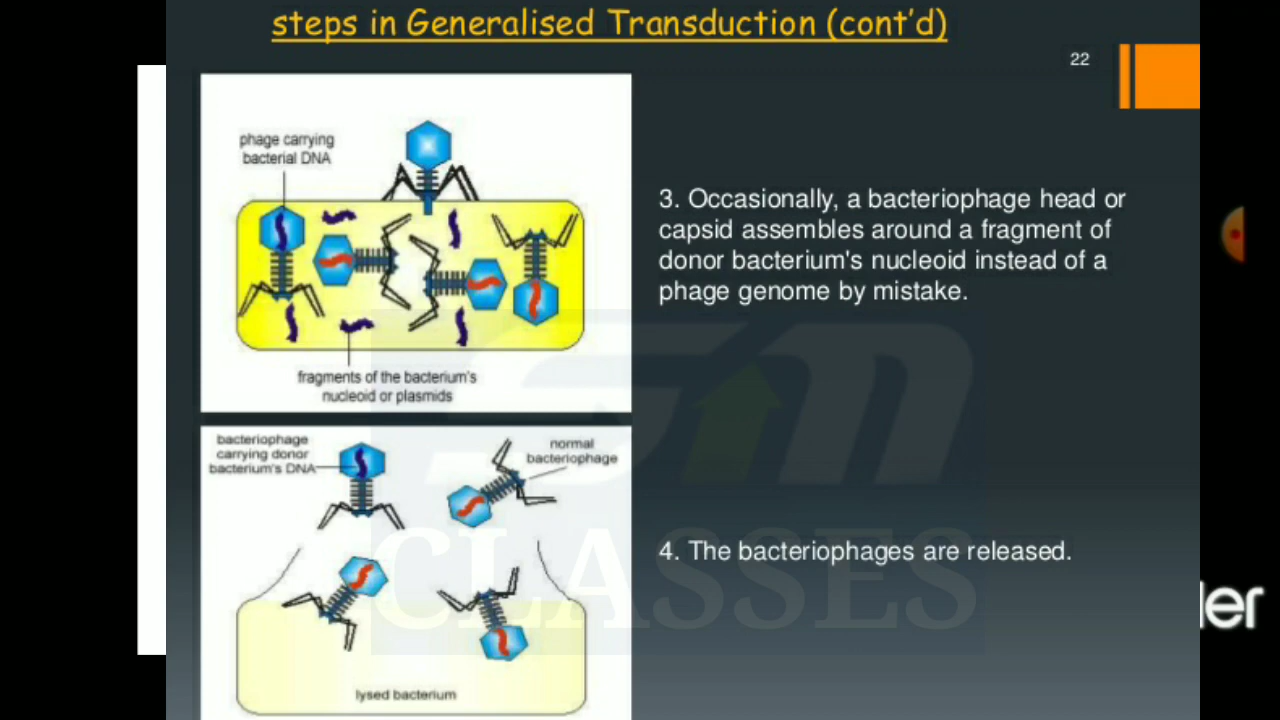 steps in Generalised Transduction (cont'd)
22
phage carrying
bacterial DNA
fragments of the bacterium's
nucleoid or plasmids
3. Occasionally, a bacteriophage head or
capsid assembles around a fragment of
donor bacterium's nucleoid instead of a
phage genome by mistake.
bacteriophage
carrying donor
bacterium's DNA
normal
bacteriophage
lysed bacterium
4. The bacteriophages are released.
CLASSES